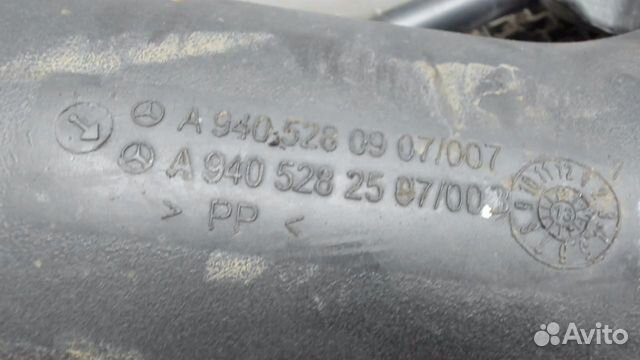 A 940 528 09 07/007
A 940 528 25 07/003
> PP <
Avito